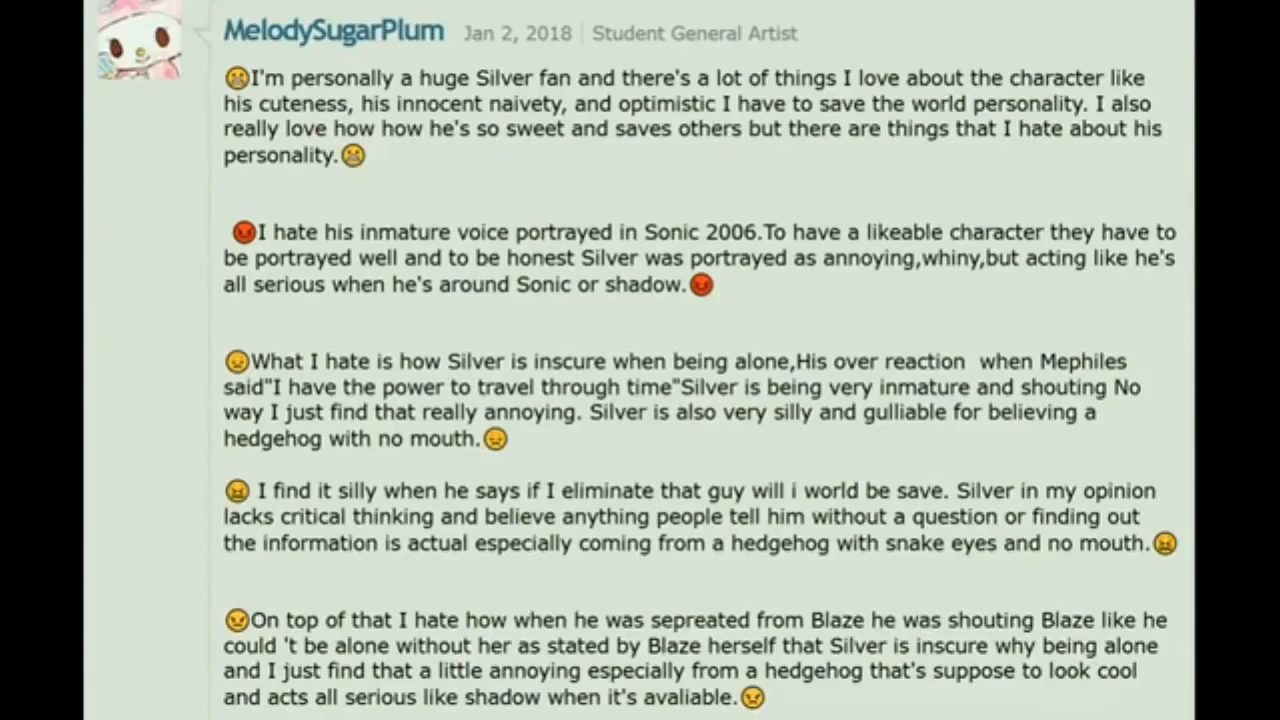 MelodySugarPlum Jan 2, 2018 Student General Artist
I'm personally a huge Silver fan and there's a lot of things I love about the character like
his cuteness, his innocent naivety, and optimistic I have to save the world personality. I also
really love how how he's so sweet and saves others but there are things that I hate about his
personality.
I hate his inmature voice portrayed in Sonic 2006.To have a likeable character they have to
be portrayed well and to be honest Silver was portrayed as annoying,whiny,but acting like he's
all serious when he's around Sonic or shadow.
What I hate is how Silver is inscure when being alone,His over reaction when Mephiles
said"I have the power to travel through time"Silver is being very inmature and shouting No
way I just find that really annoying. Silver is also very silly and gulliable for believing a
hedgehog with no mouth.
I find it silly when he says if I eliminate that guy will i world be save. Silver in my opinion
lacks critical thinking and believe anything people tell him without a question or finding out
the information is actual especially coming from a hedgehog with snake eyes and no mouth.
On top of that I hate how when he was sepreated from Blaze he was shouting Blaze like he
could 't be alone without her as stated by Blaze herself that Silver is inscure why being alone
and I just find that a little annoying especially from a hedgehog that's suppose to look cool
and acts all serious like shadow when it's avaliable.